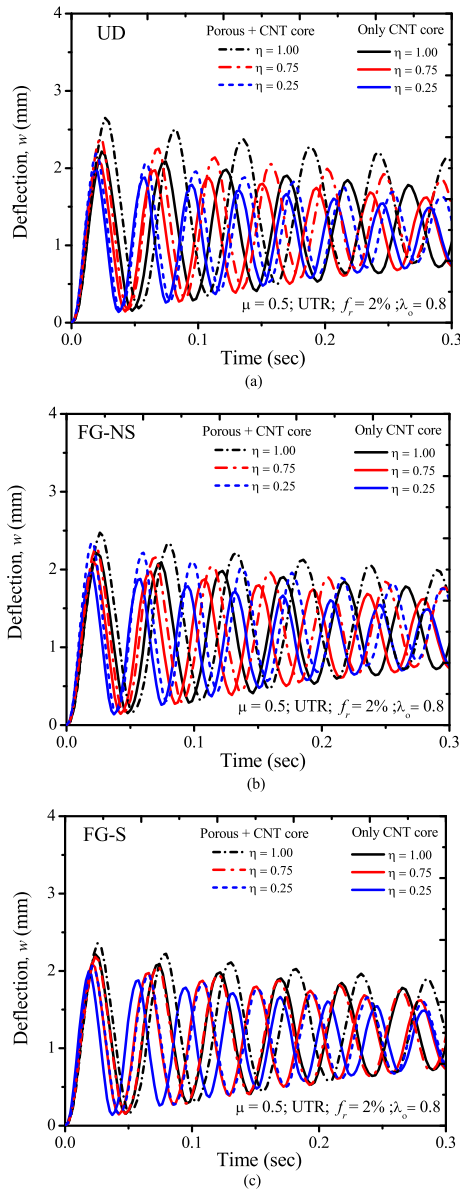 UD
Porous + CNT core
η = 1.00
η = 0.75
η = 0.25
Only CNT core
η = 1.00
η = 0.75
η = 0.25
Deflection, w (mm)
4
3
2
1
0
μ = 0.5; UTR; fr = 2% ;λo= 0.8
0.0 0.1 0.2 0.3
Time (sec)
(a)
FG-NS
Porous + CNT core
η = 1.00
η = 0.75
η = 0.25
Only CNT core
η = 1.00
η = 0.75
η = 0.25
Deflection, w (mm)
4
3
2
1
0
μ = 0.5; UTR; fr = 2% ;λo= 0.8
0.0 0.1 0.2 0.3
Time (sec)
(b)
FG-S
Porous + CNT core
η = 1.00
η = 0.75
η = 0.25
Only CNT core
η = 1.00
η = 0.75
η = 0.25
Deflection, w (mm)
4
3
2
1
0
μ = 0.5; UTR; fr = 2% ;λo= 0.8
0.0 0.1 0.2 0.3
Time (sec)
(c)